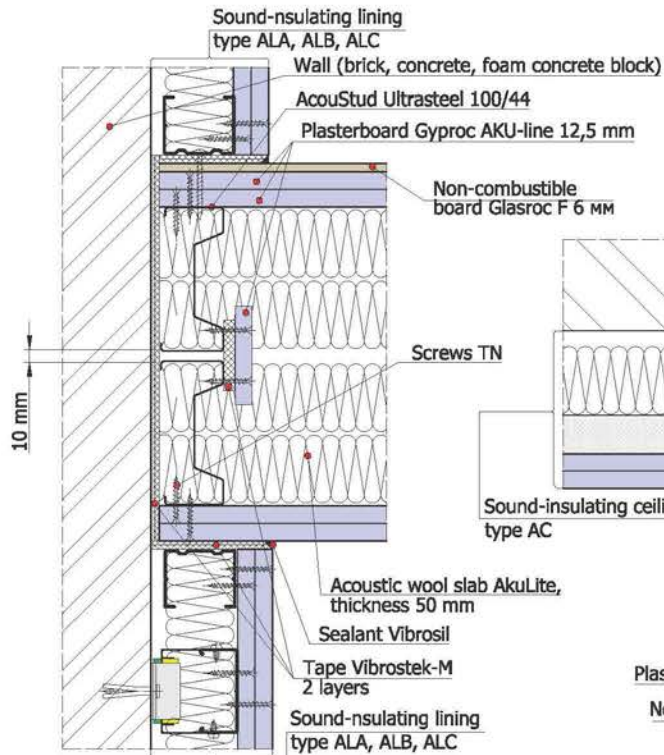 Sound-nsulating lining
type ALA, ALB, ALC
Wall (brick, concrete, foam concrete block)
AcouStud Ultrasteel 100/44
Plasterboard Gyproc AKU-line 12,5 mm
Non-combustible
board Glasroc F 6 мм
Screws TN
10 mm
Sound-insulating ceili
type AC
Acoustic wool slab AkuLite,
thickness 50 mm
Sealant Vibrosil
Tape Vibrostek-M
2 layers
Plas
No
Sound-nsulating lining
type ALA, ALB, ALC